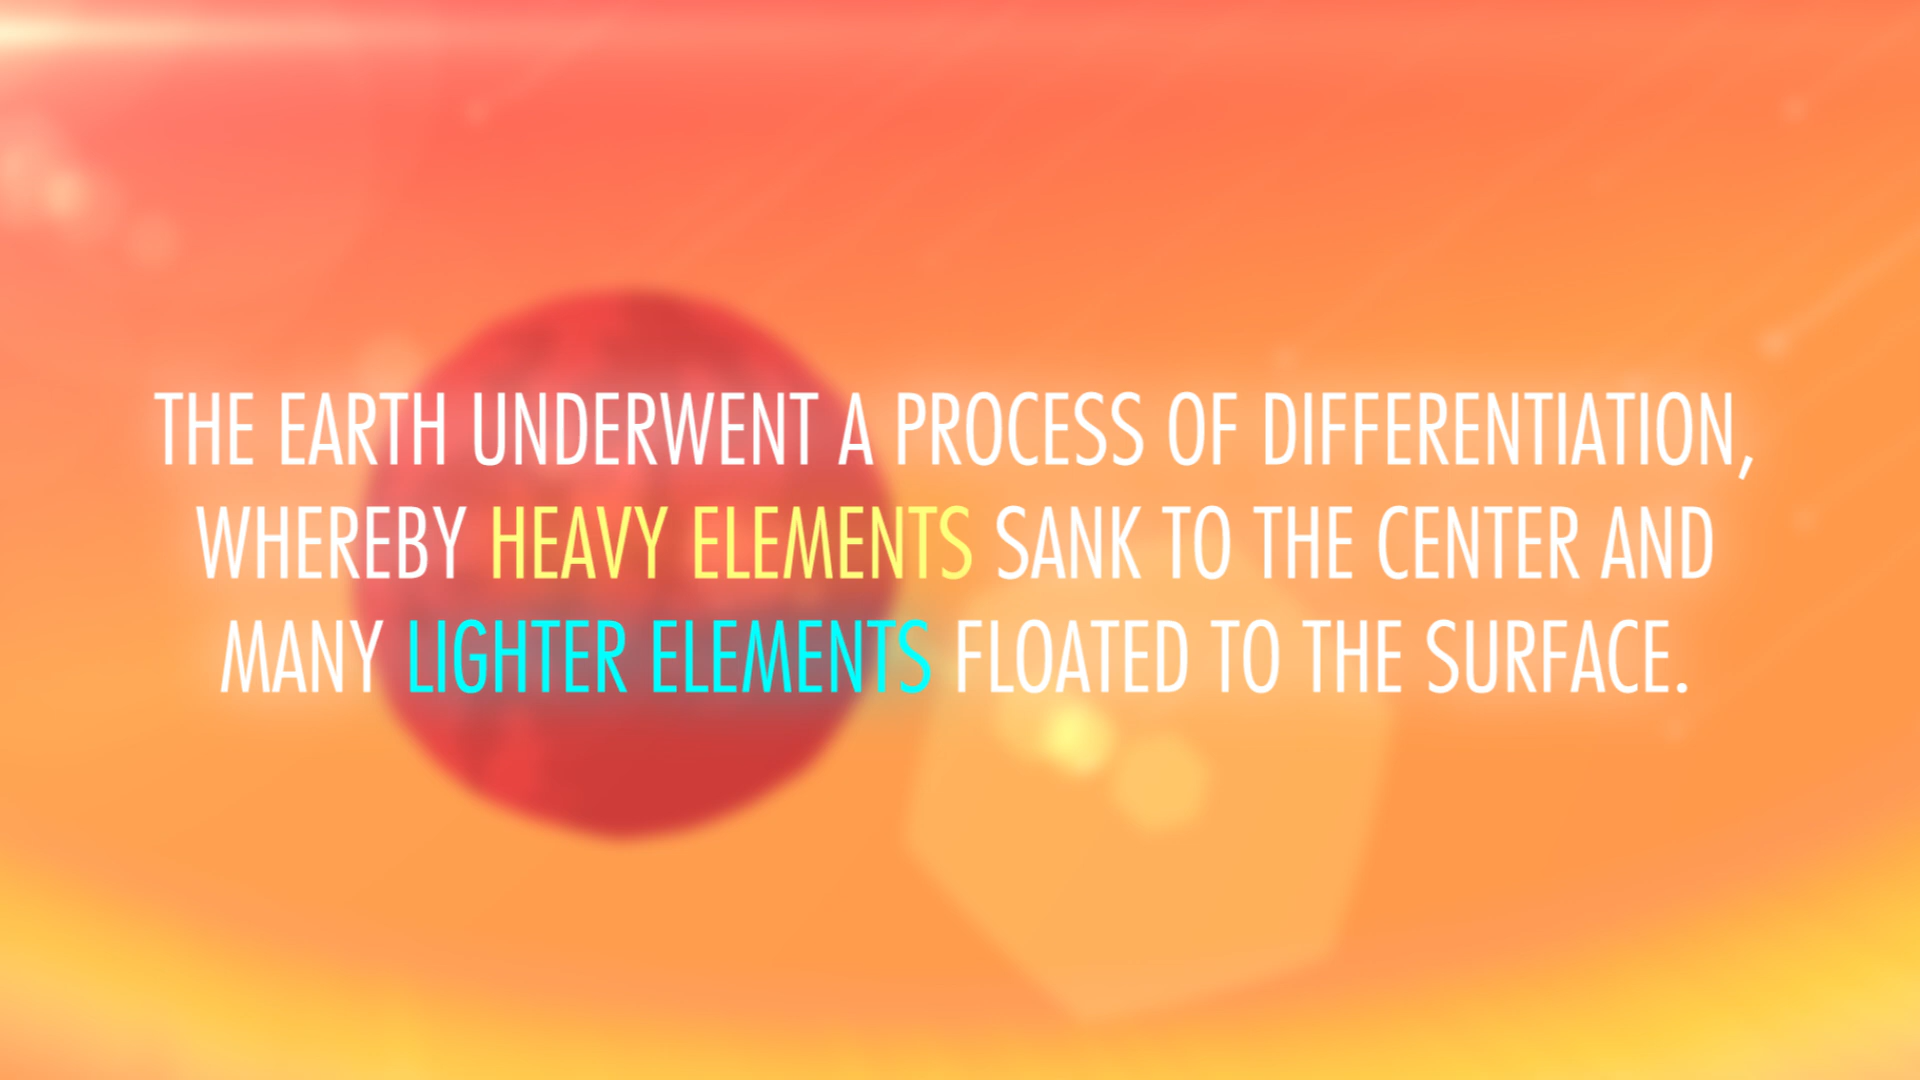 THE EARTH UNDERWENT A PROCESS OF DIFFERENTIATION,
WHEREBY HEAVY ELEMENTS SANK TO THE CENTER AND
MANY LIGHTER ELEMENTS FLOATED TO THE SURFACE.